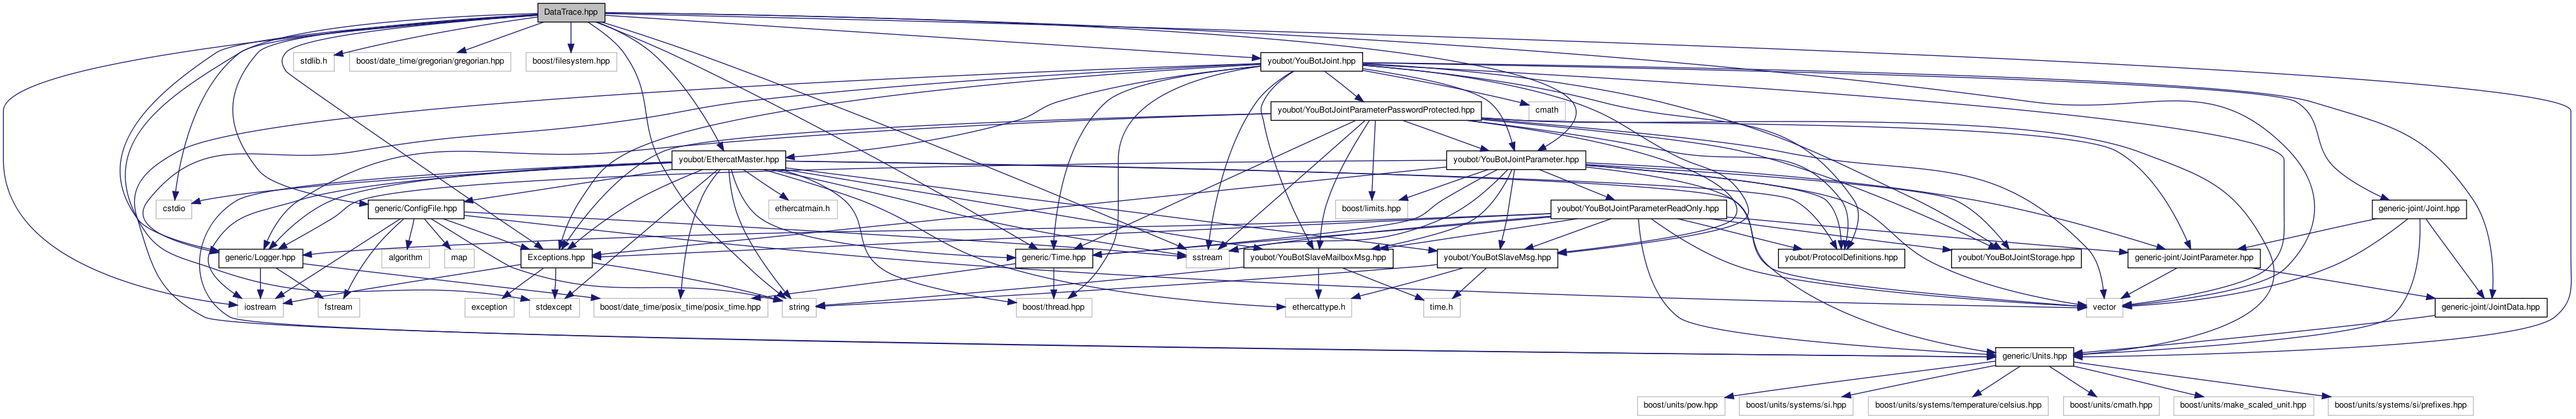 DataTrace.hpp
stdlib.h
boost/date_time/gregorian/gregorian.hpp
boost/filesystem.hpp
youbot/YouBotJoint.hpp
youbot/YouBotJointParameterPasswordProtected.hpp
cmath
youbot/EthercatMaster.hpp
youbot/YouBotJointParameter.hpp
cstdio
generic/ConfigFile.hpp
ethercatmain.h
boost/limits.hpp
youbot/YouBotJointParameterReadOnly.hpp
generic-joint/Joint.hpp
generic/Logger.hpp
algorithm
map
Exceptions.hpp
generic/Time.hpp
sstream
youbot/YouBotSlaveMailboxMsg.hpp
youbot/YouBotSlaveMsg.hpp
youbot/ProtocolDefinitions.hpp
youbot/YouBotJointStorage.hpp
generic-joint/JointParameter.hpp
iostream
fstream
exception
stdexcept
boost/date_time/posix_time/posix_time.hpp
string
boost/thread.hpp
ethercattype.h
time.h
vector
generic-joint/JointData.hpp
generic/Units.hpp
boost/units/pow.hpp
boost/units/systems/si.hpp
boost/units/systems/temperature/celsius.hpp
boost/units/cmath.hpp
boost/units/make_scaled_unit.hpp
boost/units/systems/si/prefixes.hpp